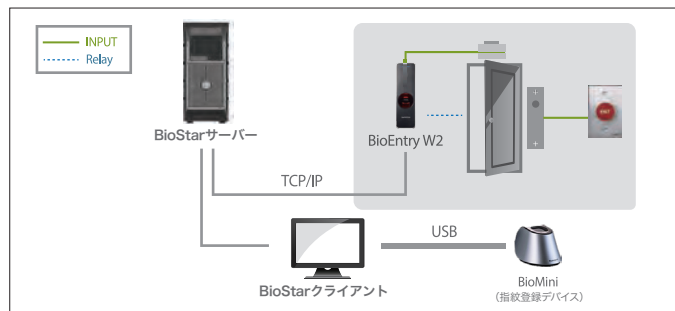 INPUT
Relay
BioStarサーバー
BioEntry W2
EXIT
TCP/IP
USB
BioStarクライアント
BioMini
（指紋登録デバイス）